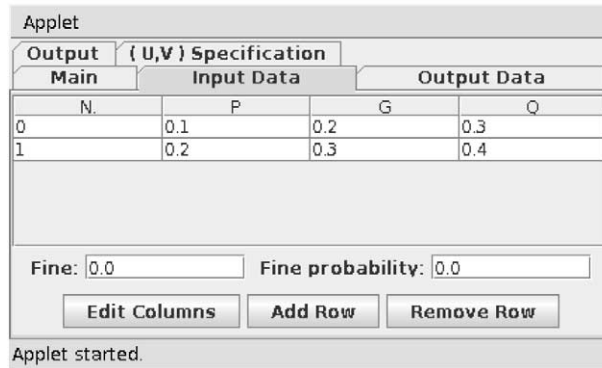 Applet
Output ( U,V ) Specification
Main Input Data Output Data
N. P G Q
0 0.1 0.2 0.3
1 0.2 0.3 0.4
Fine: 0.0 Fine probability: 0.0
Edit Columns Add Row Remove Row
Applet started.